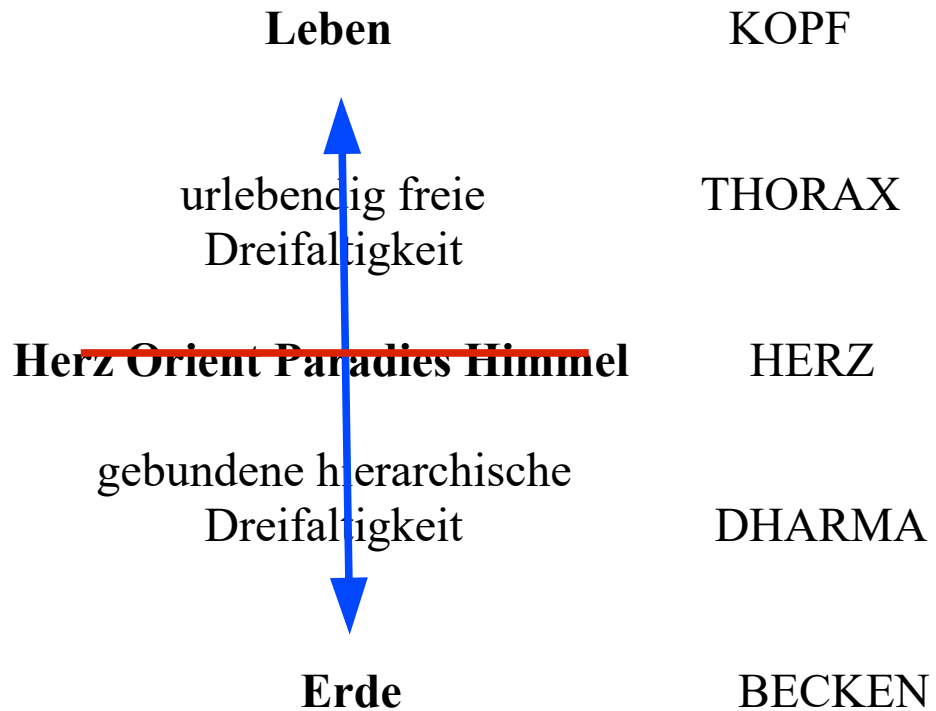 Leben KOPF
urlebendig freie THORAX
Dreifaltigkeit
Herz Orient Paradies Himmel HERZ
gebundene hierarchische
Dreifaltigkeit DHARMA
Erde BECKEN